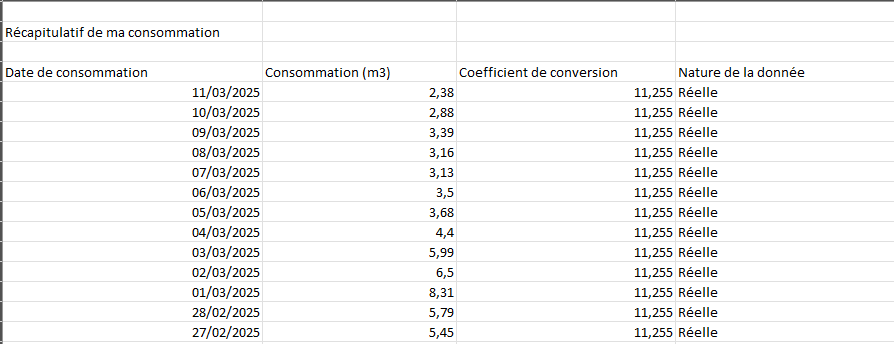 Récapitulatif de ma consommation
Date de consommation Consommation (m3) Coefficient de conversion Nature de la donnée
11/03/2025 2,38 11,255 Réelle
10/03/2025 2,88 11,255 Réelle
09/03/2025 3,39 11,255 Réelle
08/03/2025 3,16 11,255 Réelle
07/03/2025 3,13 11,255 Réelle
06/03/2025 3,5 11,255 Réelle
05/03/2025 3,68 11,255 Réelle
04/03/2025 4,4 11,255 Réelle
03/03/2025 5,99 11,255 Réelle
02/03/2025 6,5 11,255 Réelle
01/03/2025 8,31 11,255 Réelle
28/02/2025 5,79 11,255 Réelle
27/02/2025 5,45 11,255 Réelle